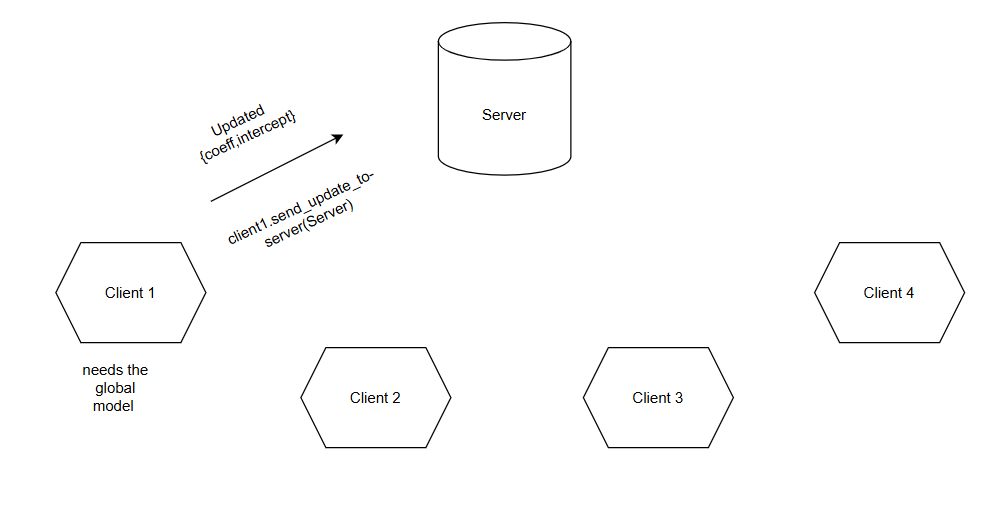 Server
Updated
{coeff,intercept}
client1.send_update_to-
server(Server)
Client 1
Client 4
needs the
global
model
Client 2
Client 3